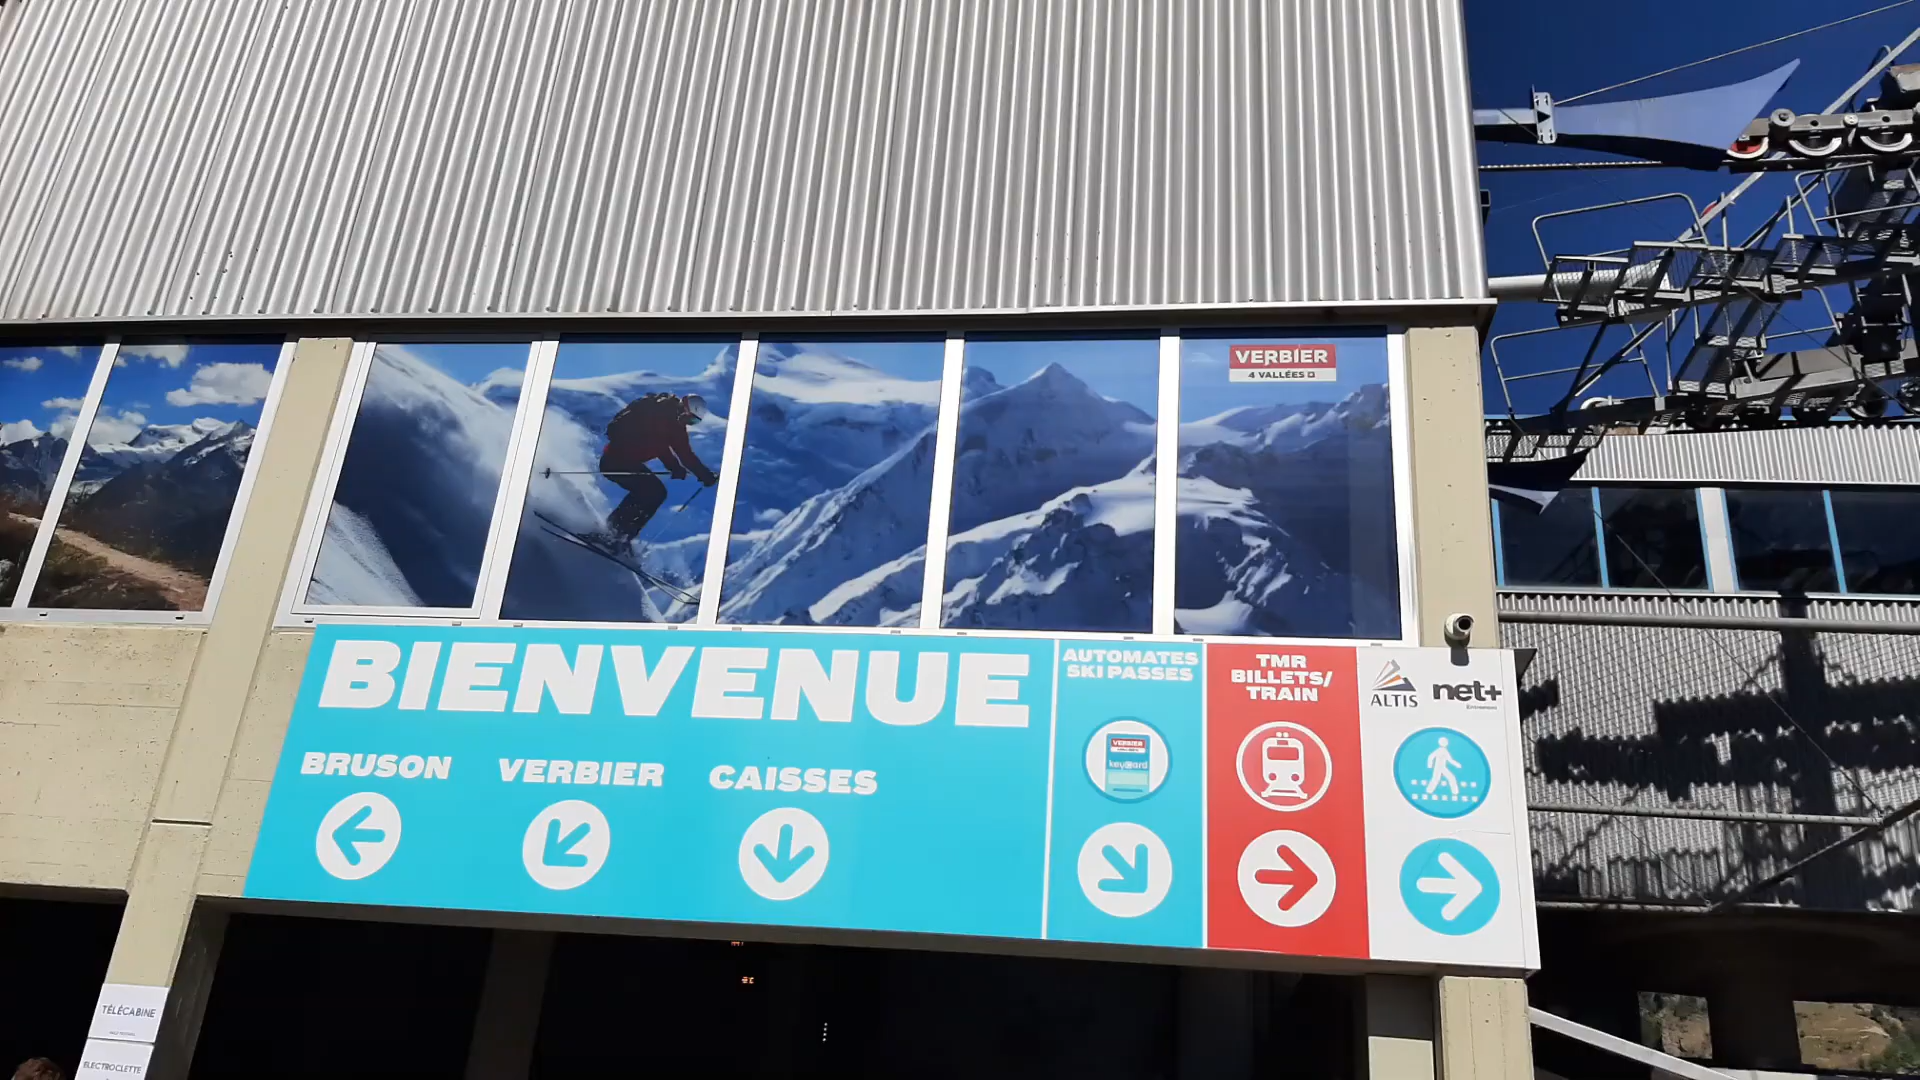 VERBIER
4 VALLÉES
BIENVENUE
BRUSON
VERBIER
CAISSES
AUTOMATES
SKI PASSES
VERBIER
keycard
TMR
BILLETS/
TRAIN
ALTIS
net+
Entremont
TÉLÉCABINE
ELECTROCLETTE